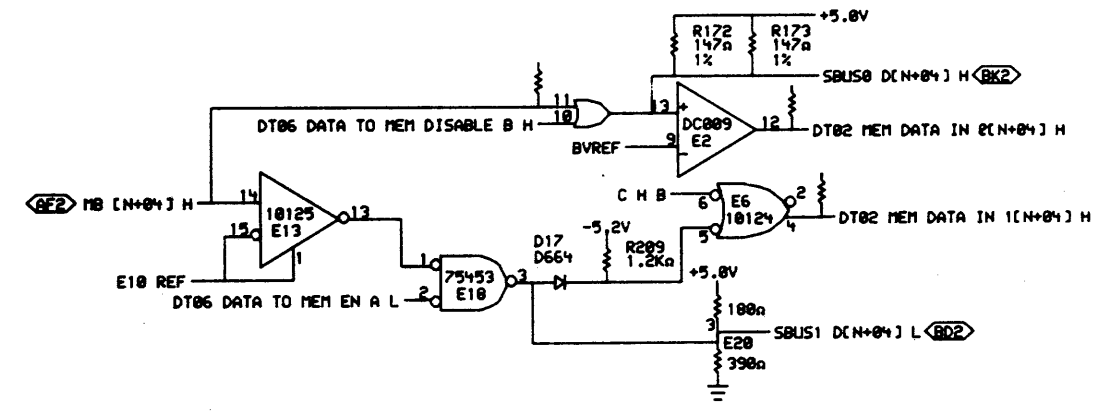 +5.0V
R172
147Ω
1%
R173
147Ω
1%
SBUS0 D[N+04] H BK2
11
10
DT06 DATA TO MEM DISABLE B H
13
+
DC009
E2
12
DT02 MEM DATA IN 0[N+04] H
BVREF
9
-
AF2 MB [N+04] H
14
10125
E13
13
15
1
E10 REF
C H B
6
E6
10124
2
4
5
DT02 MEM DATA IN 1[N+04] H
-5.2V
R209
1.2KΩ
D17
D664
1
75453
E18
3
2
DT06 DATA TO MEM EN A L
+5.0V
180Ω
3
SBUS1 D[N+04] L BD2
E20
390Ω